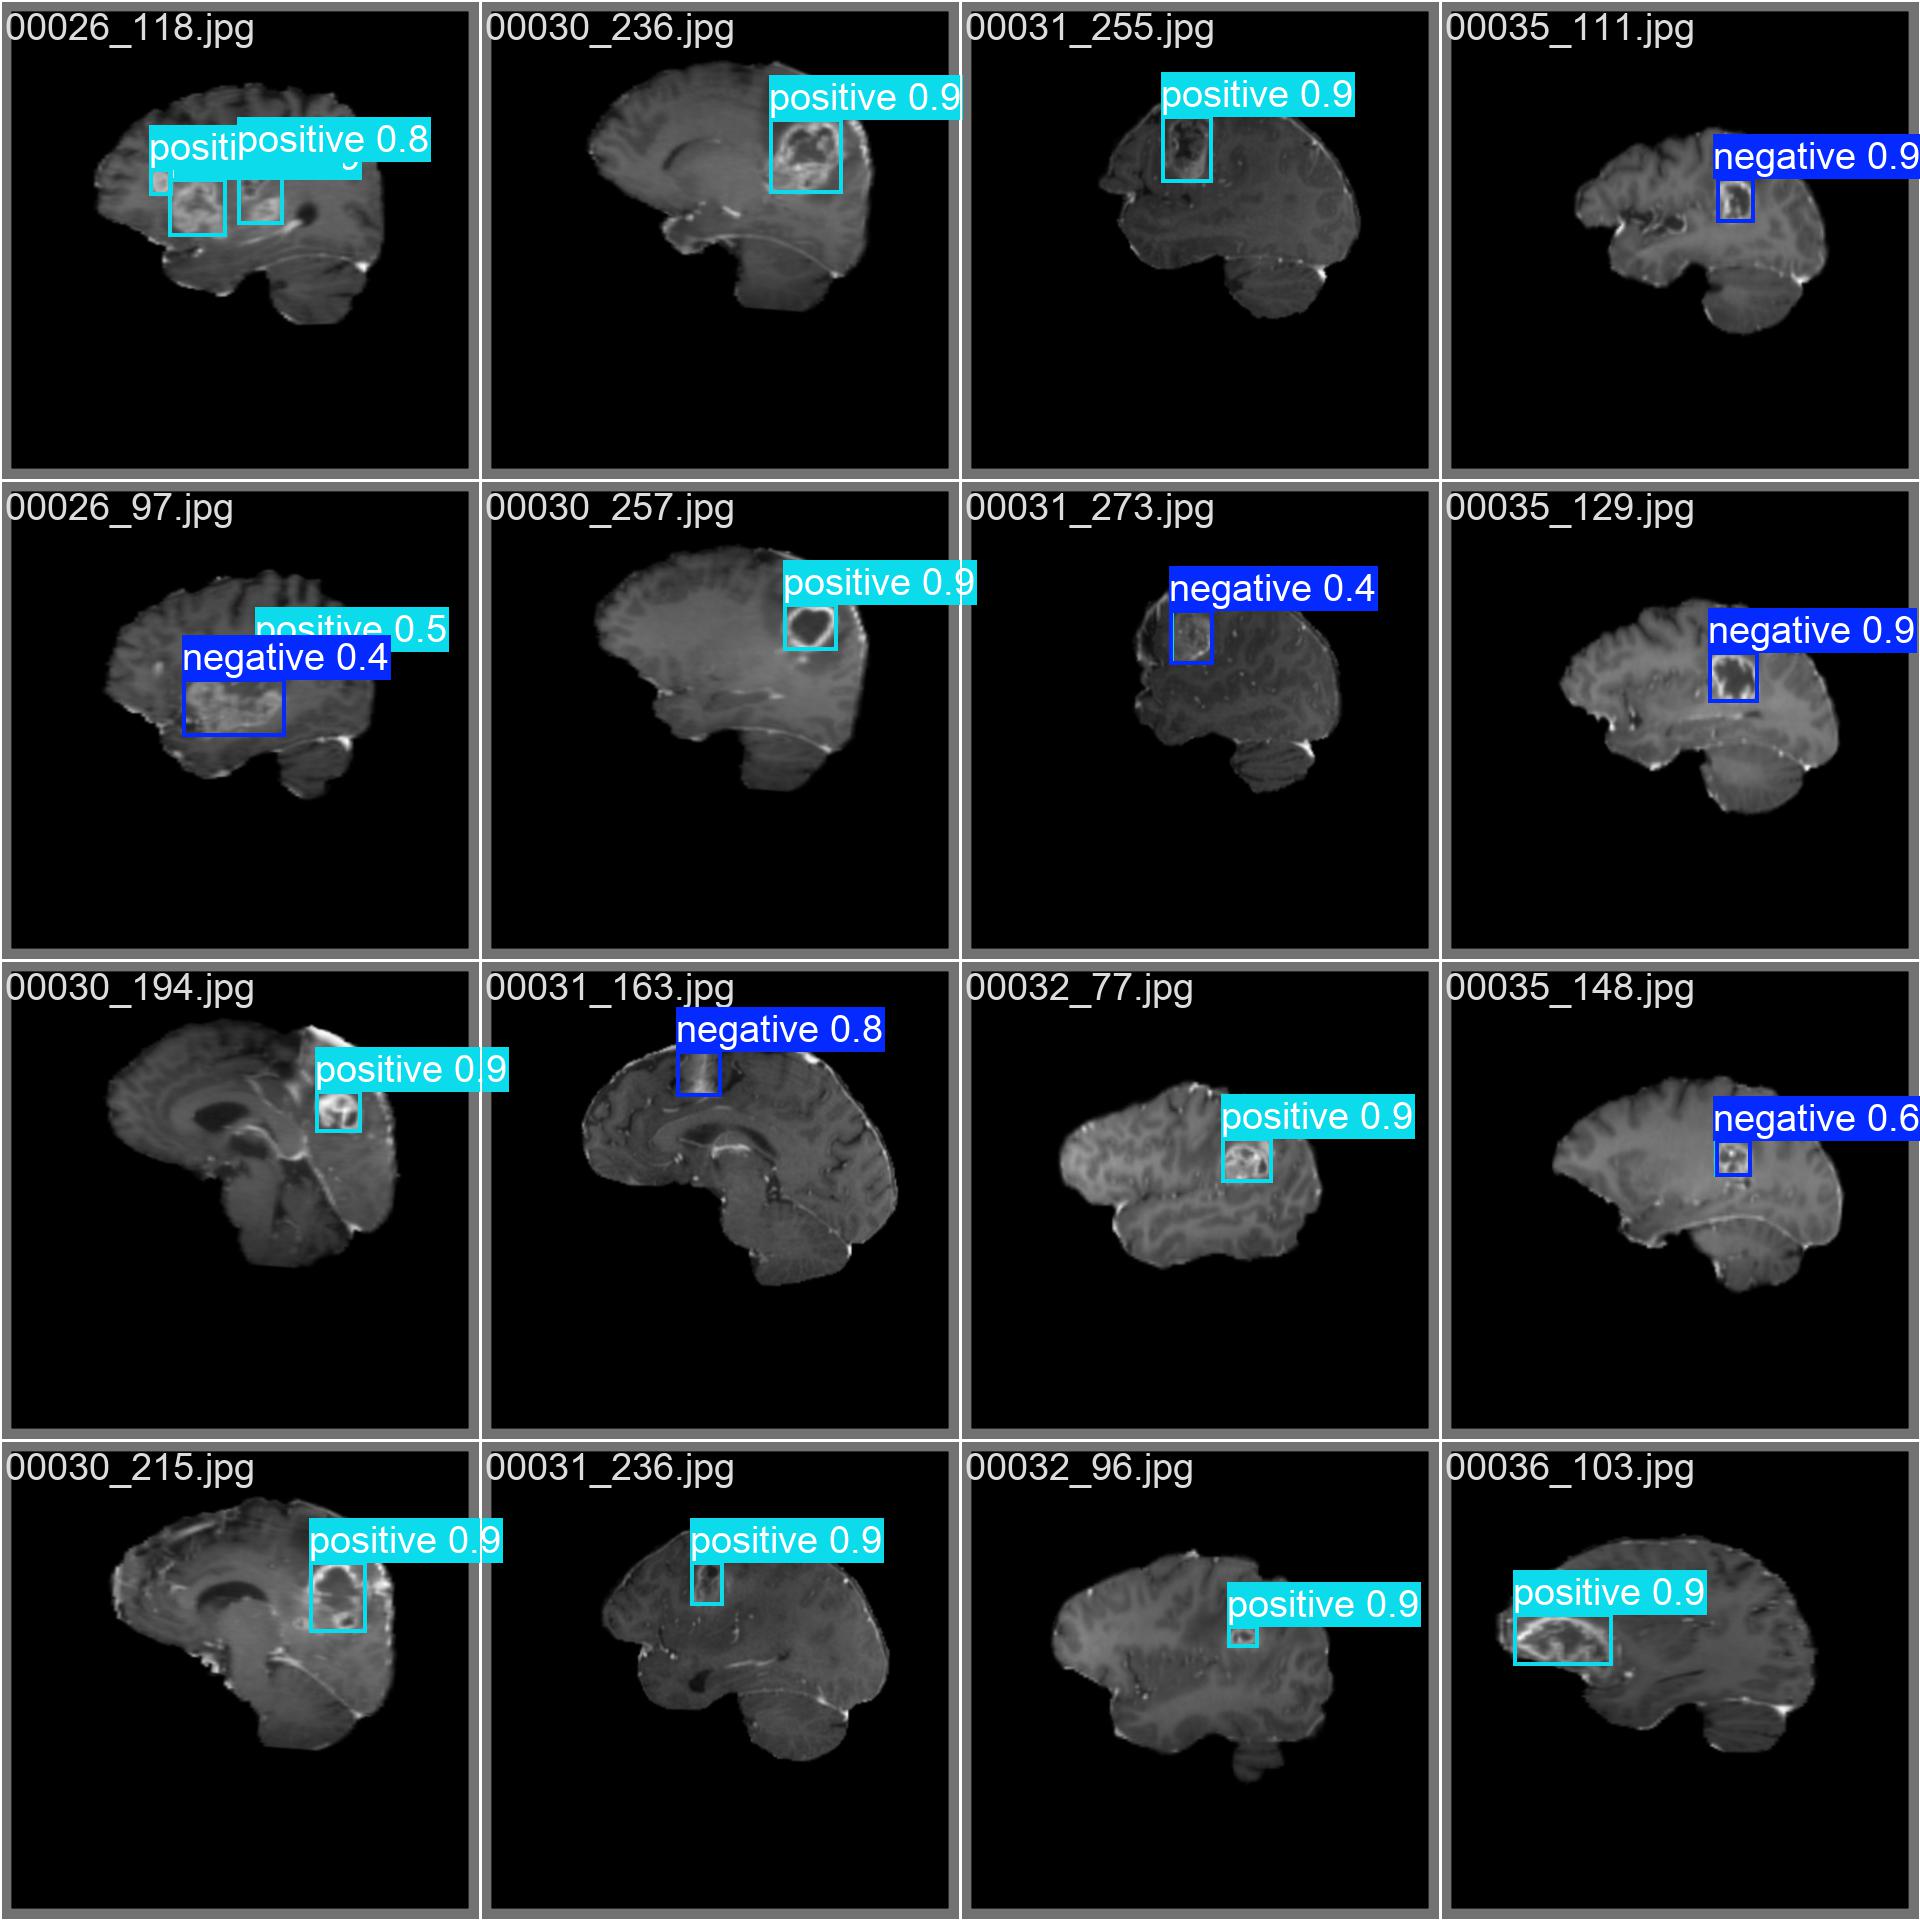 00026_118.jpg
positi
positive 0.8
00030_236.jpg
positive 0.9
00031_255.jpg
positive 0.9
00035_111.jpg
negative 0.9
00026_97.jpg
positive 0.5
negative 0.4
00030_257.jpg
positive 0.9
00031_273.jpg
negative 0.4
00035_129.jpg
negative 0.9
00030_194.jpg
positive 0.9
00031_163.jpg
negative 0.8
00032_77.jpg
positive 0.9
00035_148.jpg
negative 0.6
00030_215.jpg
positive 0.9
00031_236.jpg
positive 0.9
00032_96.jpg
positive 0.9
00036_103.jpg
positive 0.9